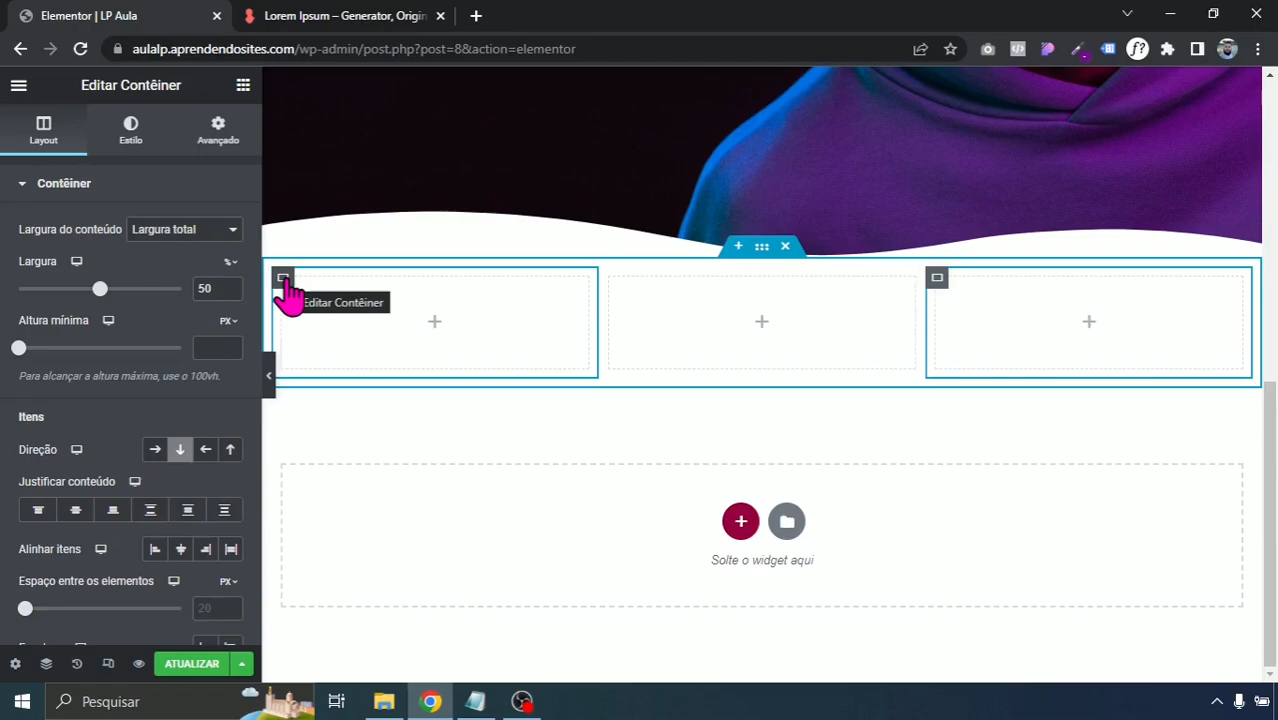 Elementor | LP Aula
Lorem Ipsum – Generator, Origin
aulalp.aprendendosites.com/wp-admin/post.php?post=8&action=elementor
f?
Editar Contêiner
Layout
Estilo
Avançado
Contêiner
Largura do conteúdo
Largura total
Largura
%
50
Altura mínima
PX
Para alcançar a altura máxima, use o 100vh.
Itens
Direção
Justificar conteúdo
Alinhar itens
Espaço entre os elementos
PX
20
ATUALIZAR
Editar Contêiner
Solte o widget aqui
Pesquisar